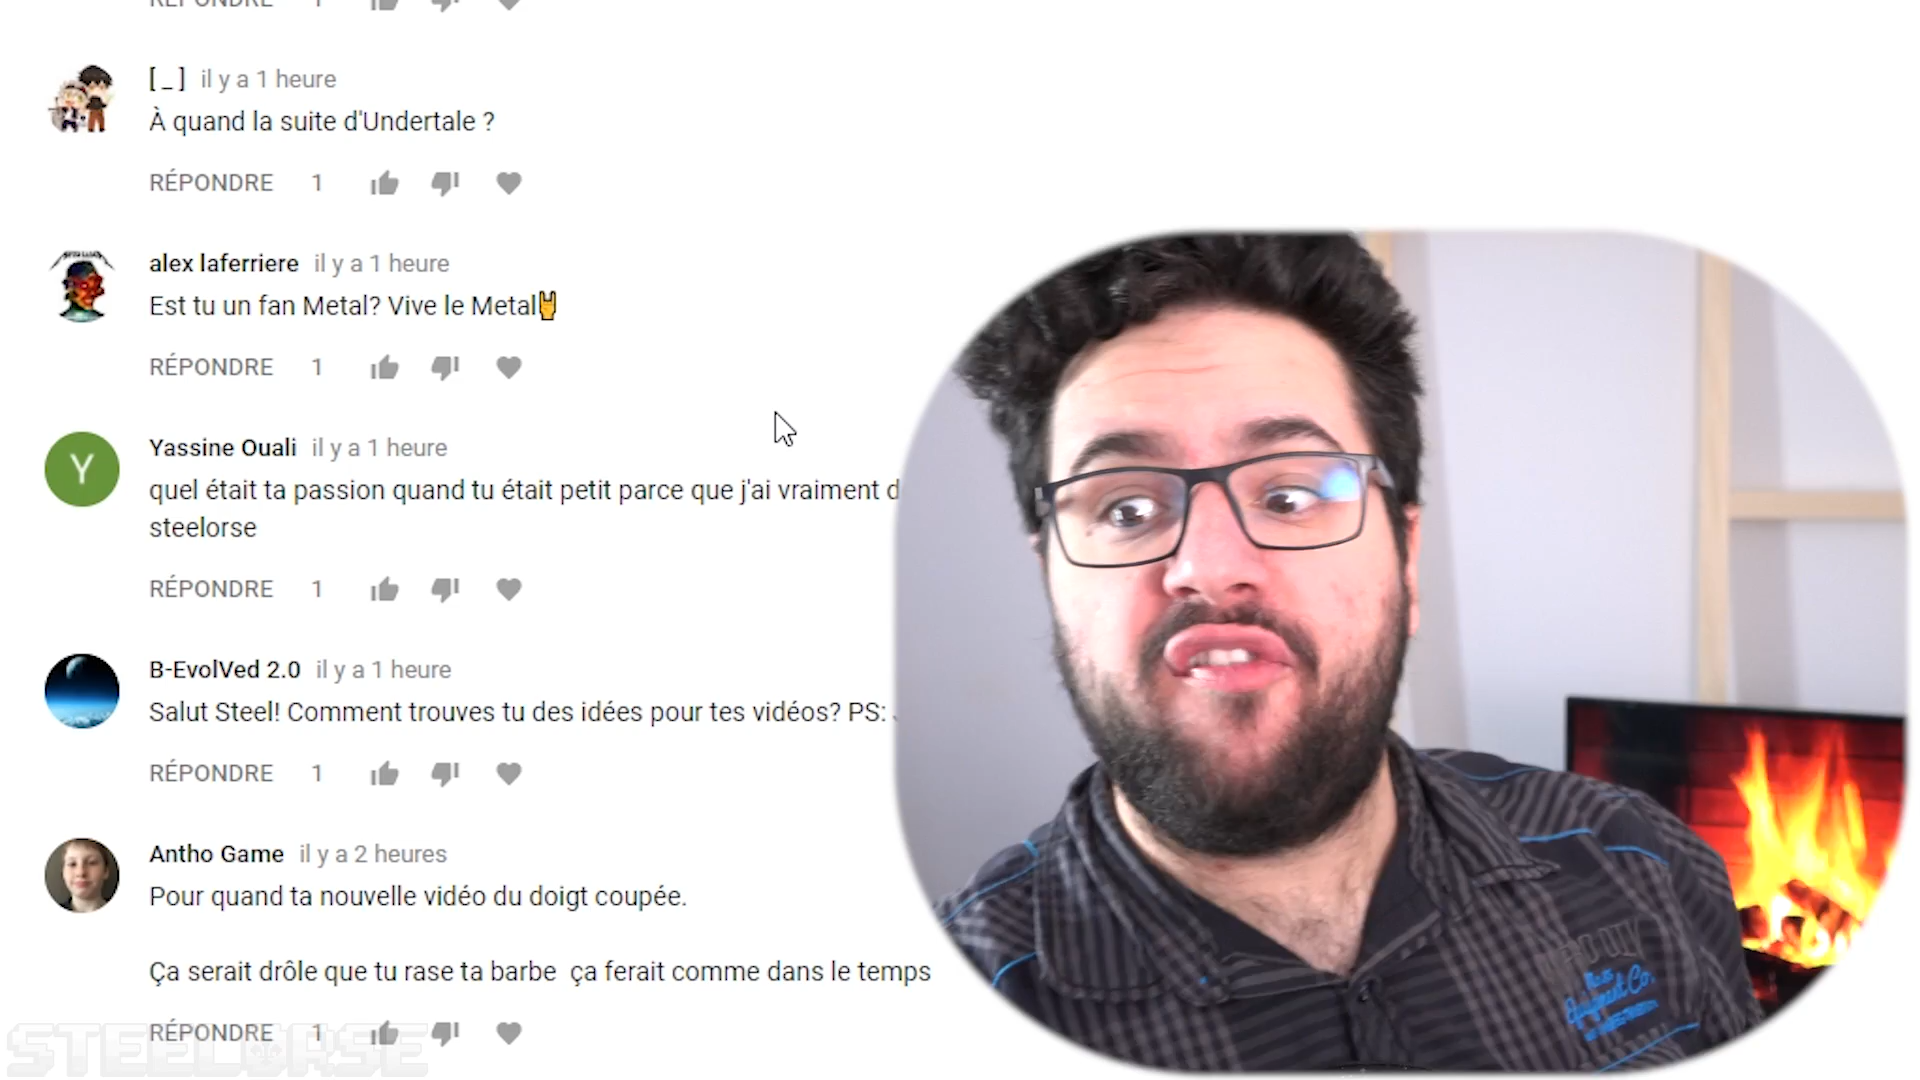 RÉPONDRE 1
[ _ ] il y a 1 heure
À quand la suite d'Undertale ?
RÉPONDRE 1
alex laferriere il y a 1 heure
Est tu un fan Metal? Vive le Metal🤘
RÉPONDRE 1
Y
Yassine Ouali il y a 1 heure
quel était ta passion quand tu était petit parce que j'ai vraiment d
steelorse
RÉPONDRE 1
B-EvolVed 2.0 il y a 1 heure
Salut Steel! Comment trouves tu des idées pour tes vidéos? PS:
RÉPONDRE 1
Antho Game il y a 2 heures
Pour quand ta nouvelle vidéo du doigt coupée.
Ça serait drôle que tu rase ta barbe ça ferait comme dans le temps
RÉPONDRE 1
STEELORSE